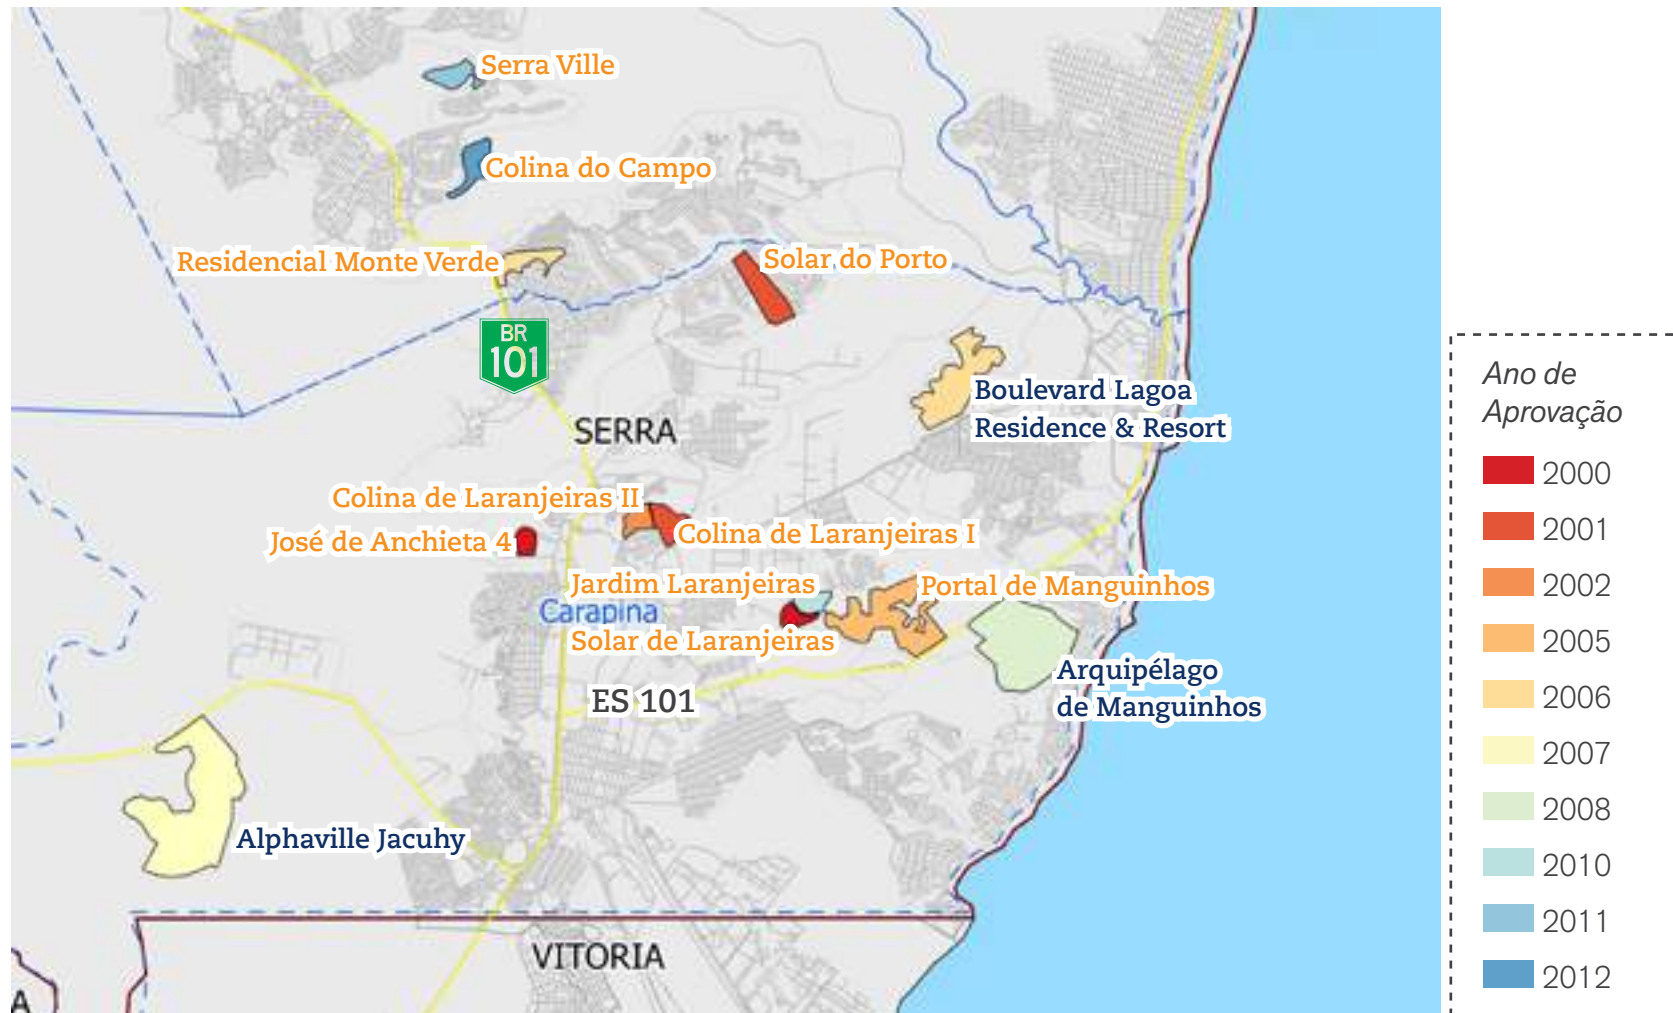 Serra Ville
Colina do Campo
Residencial Monte Verde
Solar do Porto
BR
101
Boulevard Lagoa
Residence & Resort
SERRA
Colina de Laranjeiras II
José de Anchieta 4
Colina de Laranjeiras I
Jardim Laranjeiras
Portal de Manguinhos
Carapina
Solar de Laranjeiras
Arquipélago
de Manguinhos
ES 101
Alphaville Jacuhy
VITORIA
A
Ano de
Aprovação
2000
2001
2002
2005
2006
2007
2008
2010
2011
2012